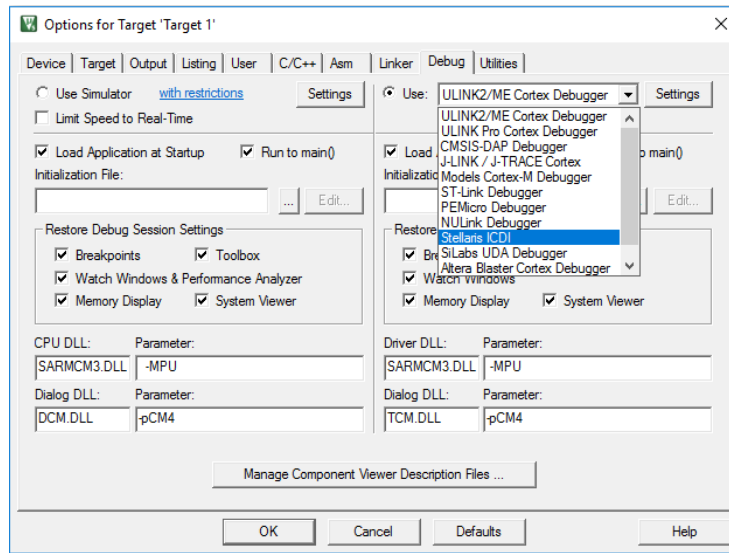 Options for Target 'Target 1'
Device Target Output Listing User C/C++ Asm Linker Debug Utilities
Use Simulator with restrictions Settings
Limit Speed to Real-Time
Load Application at Startup Run to main()
Initialization File:
... Edit...
Restore Debug Session Settings
Breakpoints Toolbox
Watch Windows & Performance Analyzer
Memory Display System Viewer
CPU DLL: Parameter:
SARMCM3.DLL -MPU
Dialog DLL: Parameter:
DCM.DLL -pCM4
Use: ULINK2/ME Cortex Debugger Settings
ULINK2/ME Cortex Debugger
ULINK Pro Cortex Debugger
CMSIS-DAP Debugger
J-LINK / J-TRACE Cortex
Models Cortex-M Debugger
ST-Link Debugger
PEMicro Debugger
NULink Debugger
Stellaris ICDI
SiLabs UDA Debugger
Altera Blaster Cortex Debugger
Load main()
Edit...
Watch Windows
Memory Display System Viewer
Driver DLL: Parameter:
SARMCM3.DLL -MPU
Dialog DLL: Parameter:
TCM.DLL -pCM4
Manage Component Viewer Description Files ...
OK Cancel Defaults Help